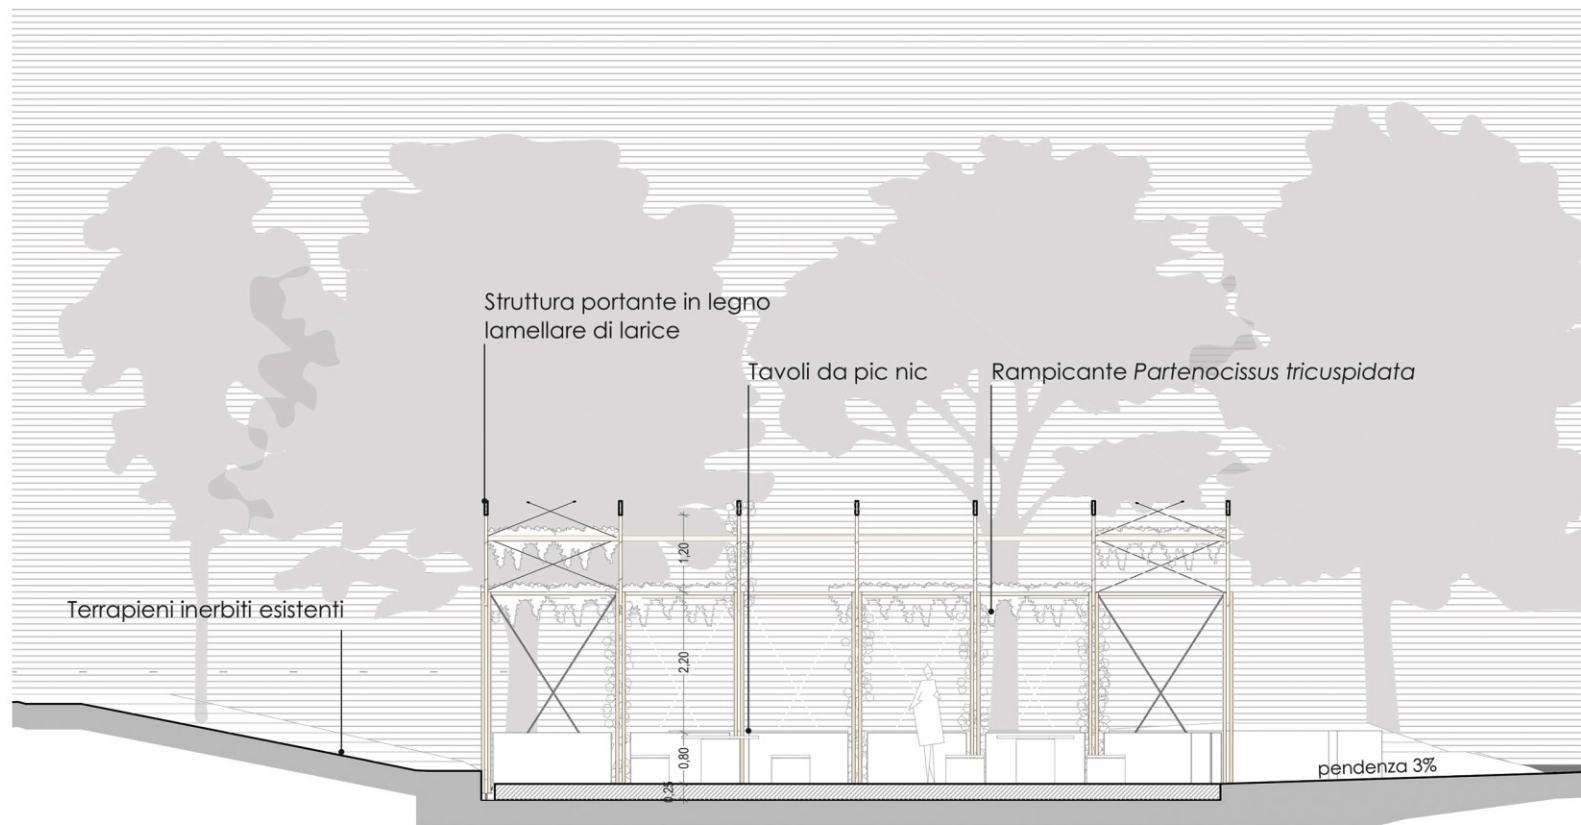 Struttura portante in legno
lamellare di larice
Tavoli da pic nic
Rampicante Partenocissus tricuspidata
1,20
Terrapieni inerbiti esistenti
2,20
0,80
pendenza 3%
0,25